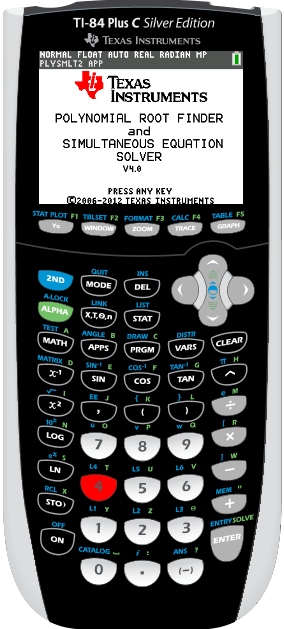 TI-84 Plus C Silver Edition
TEXAS INSTRUMENTS
NORMAL FLOAT AUTO REAL RADIAN MP
PLYSMLT2 APP
TEXAS
INSTRUMENTS
POLYNOMIAL ROOT FINDER
and
SIMULTANEOUS EQUATION
SOLVER
V4.0
PRESS ANY KEY
©2006-2012 TEXAS INSTRUMENTS
STAT PLOT F1 TBLSET F2 FORMAT F3 CALC F4 TABLE F5
Y= WINDOW ZOOM TRACE GRAPH
QUIT INS
2ND MODE DEL
A-LOCK LINK LIST
ALPHA X,T,Θ,n STAT
TEST A ANGLE B DRAW C DISTR
MATH APPS PRGM VARS CLEAR
MATRIX D SIN⁻¹ E COS⁻¹ F TAN⁻¹ G π H
x⁻¹ SIN COS TAN ^
√ I EE J { K } L e M
x² , ( ) ÷
10ˣ N u O v P w Q [ R
LOG 7 8 9 ×
eˣ S L4 T L5 U L6 V ] W
LN 4 5 6 −
RCL X L1 Y L2 Z L3 θ MEM "
STO› 1 2 3 +
OFF CATALOG ⎵ i : ANS ? ENTRY SOLVE
ON 0 . (−) ENTER